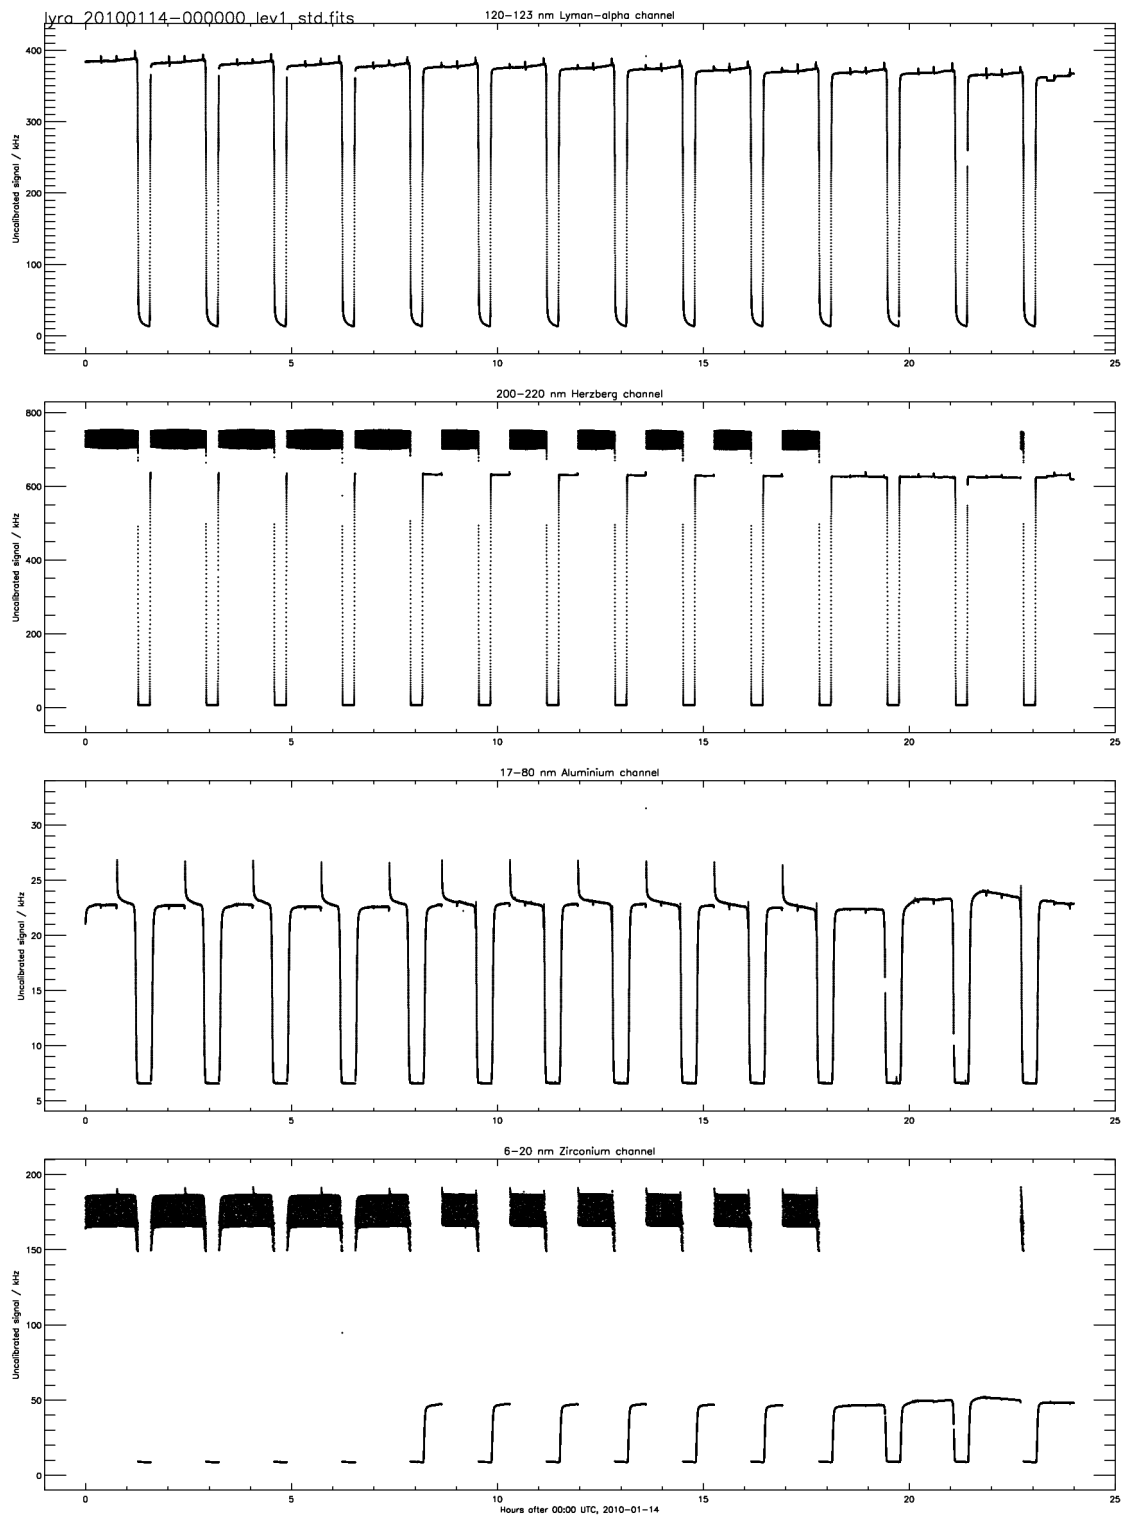 lyra_20100114-000000_lev1_std.fits
120-123 nm Lyman-alpha channel
400
300
200
100
0
Uncalibrated signal / kHz
0 5 10 15 20 25
200-220 nm Herzberg channel
800
600
400
200
0
Uncalibrated signal / kHz
0 5 10 15 20 25
17-80 nm Aluminium channel
30
25
20
15
10
5
Uncalibrated signal / kHz
0 5 10 15 20 25
6-20 nm Zirconium channel
200
150
100
50
0
Uncalibrated signal / kHz
0 5 10 15 20 25
Hours after 00:00 UTC, 2010-01-14